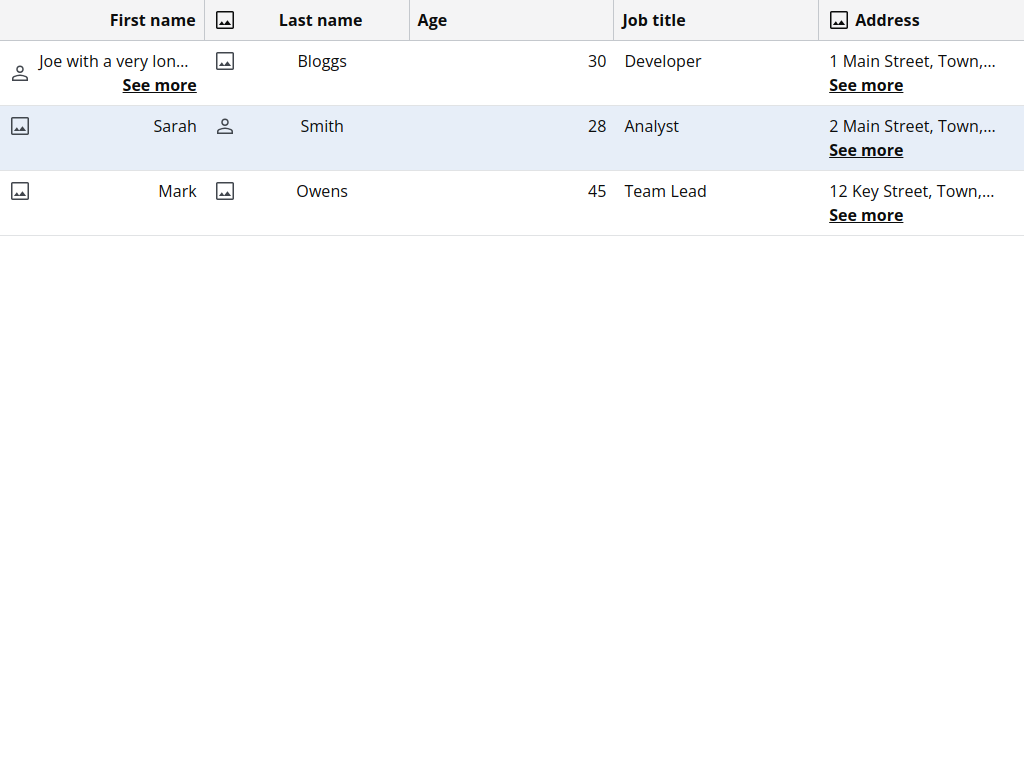 First name Last name Age Job title Address
Joe with a very lon... Bloggs 30 Developer 1 Main Street, Town,...
See more See more
Sarah Smith 28 Analyst 2 Main Street, Town,...
See more
Mark Owens 45 Team Lead 12 Key Street, Town,...
See more